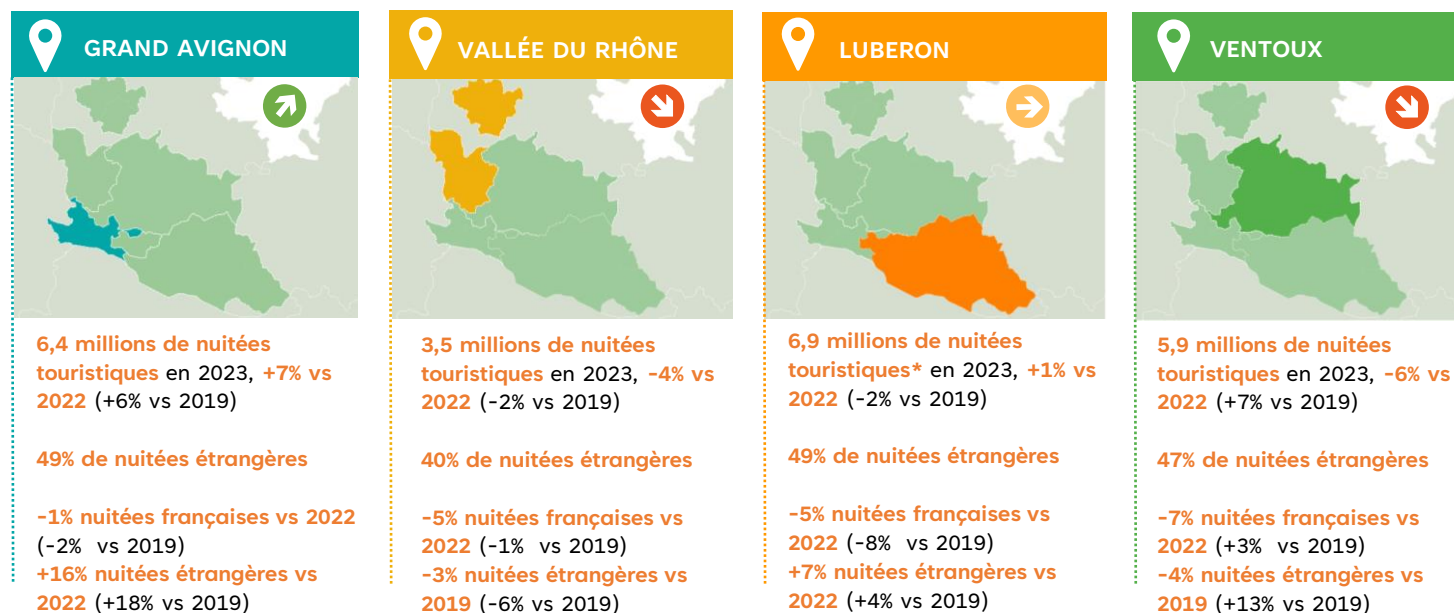 GRAND AVIGNON
6,4 millions de nuitées
touristiques en 2023, +7% vs
2022 (+6% vs 2019)
49% de nuitées étrangères
-1% nuitées françaises vs 2022
(-2% vs 2019)
+16% nuitées étrangères vs
2022 (+18% vs 2019)
VALLÉE DU RHÔNE
3,5 millions de nuitées
touristiques en 2023, -4% vs
2022 (-2% vs 2019)
40% de nuitées étrangères
-5% nuitées françaises vs
2022 (-1% vs 2019)
-3% nuitées étrangères vs
2019 (-6% vs 2019)
LUBERON
6,9 millions de nuitées
touristiques* en 2023, +1% vs
2022 (-2% vs 2019)
49% de nuitées étrangères
-5% nuitées françaises vs
2022 (-8% vs 2019)
+7% nuitées étrangères vs
2022 (+4% vs 2019)
VENTOUX
5,9 millions de nuitées
touristiques en 2023, -6% vs
2022 (+7% vs 2019)
47% de nuitées étrangères
-7% nuitées françaises vs
2022 (+3% vs 2019)
-4% nuitées étrangères vs
2019 (+13% vs 2019)